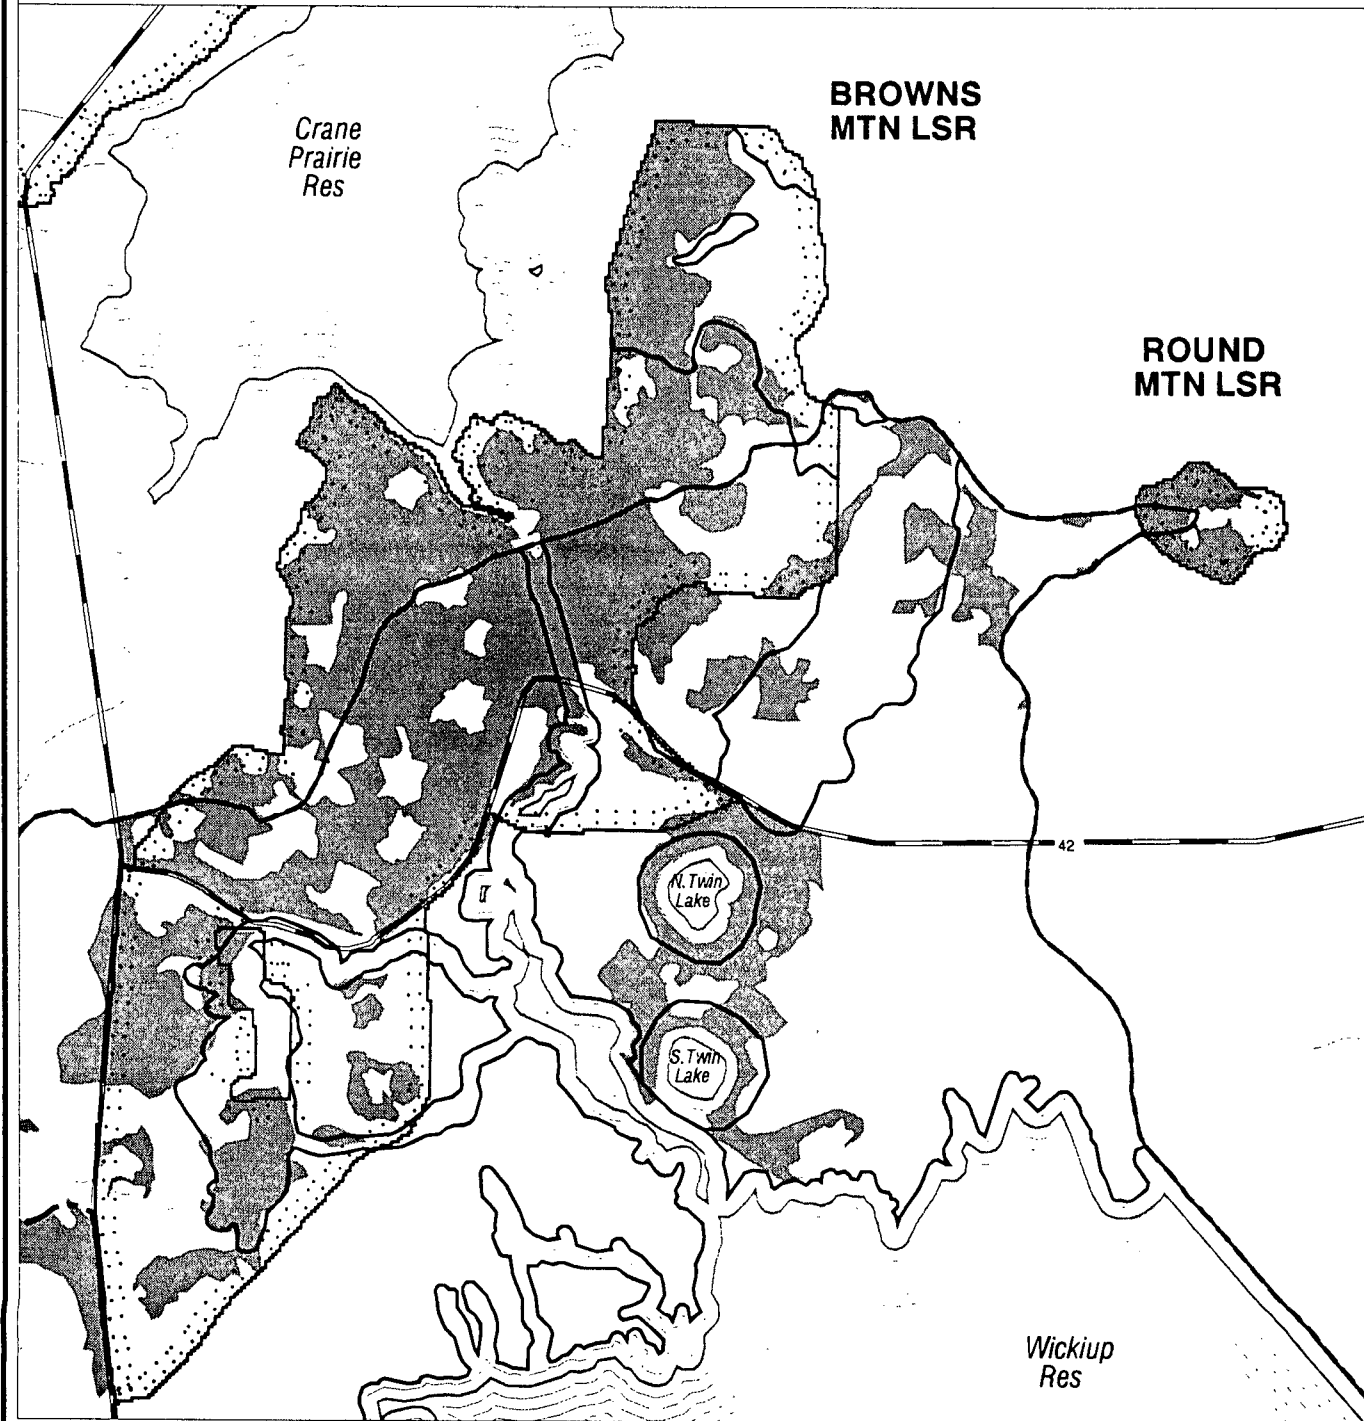 BROWNS
MTN LSR
Crane
Prairie
Res
ROUND
MTN LSR
42
N. Twin
Lake
S. Twin
Lake
Wickiup
Res